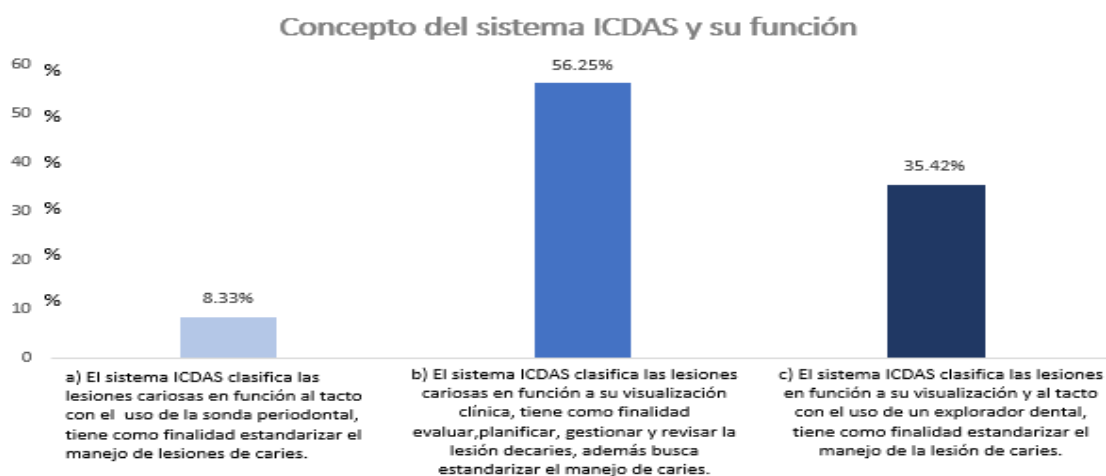 Concepto del sistema ICDAS y su función
60 %
50 %
40 %
30 %
20 %
10 %
0
8.33%
56.25%
35.42%
a) El sistema ICDAS clasifica las
lesiones cariosas en función al tacto
con el uso de la sonda periodontal,
tiene como finalidad estandarizar el
manejo de lesiones de caries.
b) El sistema ICDAS clasifica las lesiones
cariosas en función a su visualización
clínica, tiene como finalidad
evaluar,planificar, gestionar y revisar la
lesión decaries, además busca
estandarizar el manejo de caries.
c) El sistema ICDAS clasifica las lesiones
en función a su visualización y al tacto
con el uso de un explorador dental,
tiene como finalidad estandarizar el
manejo de la lesión de caries.